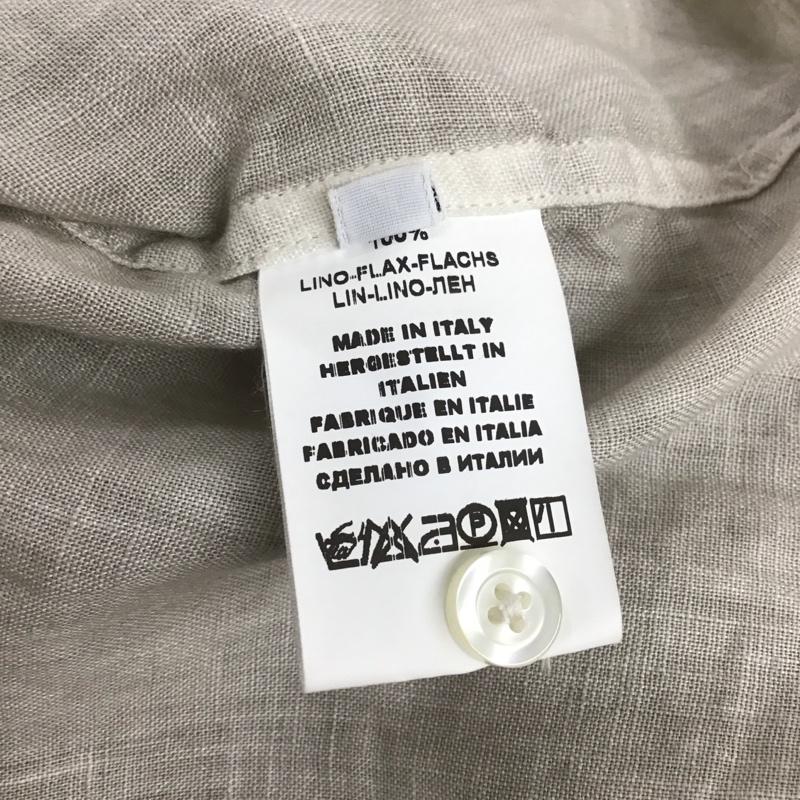 100%
LINO-FLAX-FLACHS
LIN-LINO-ЛЕН
MADE IN ITALY
HERGESTELLT IN
ITALIEN
FABRIQUE EN ITALIE
FABRICADO EN ITALIA
СДЕЛАНО В ИТАЛИИ
P